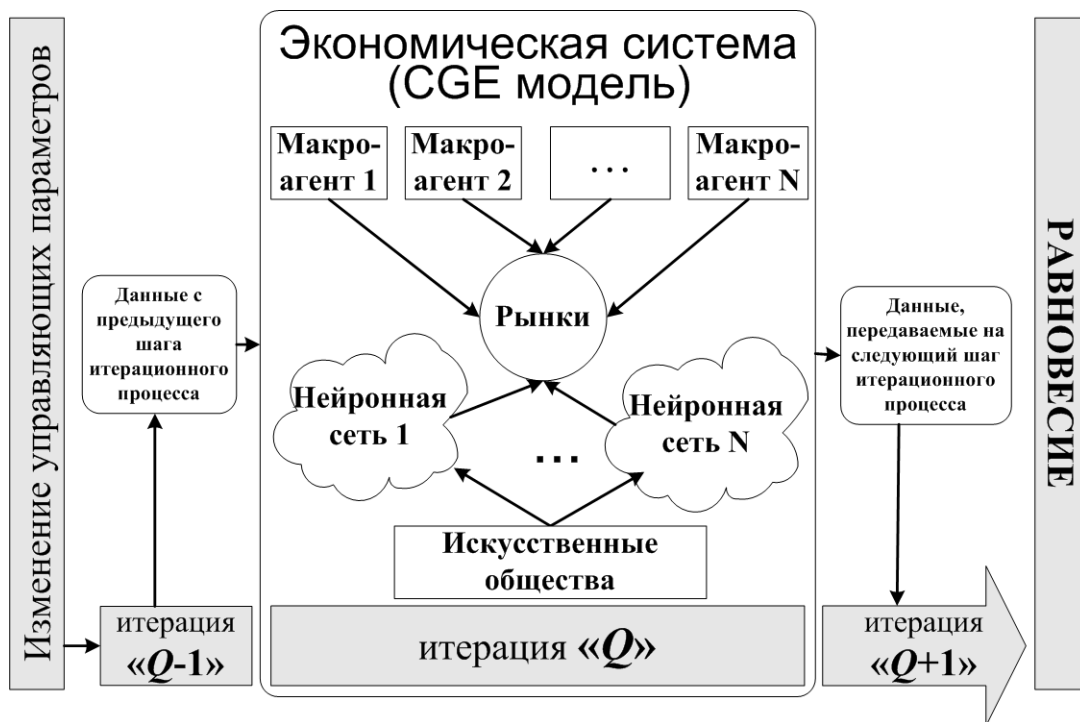 Изменение управляющих параметров
Экономическая система
(CGE модель)
Макро-
агент 1
Макро-
агент 2
...
Макро-
агент N
Данные с
предыдущего
шага
итерационного
процесса
Рынки
Нейронная
сеть 1
...
Нейронная
сеть N
Искусственные
общества
Данные,
передаваемые на
следующий шаг
итерационного
процесса
итерация
«Q-1»
итерация «Q»
итерация
«Q+1»
РАВНОВЕСИЕ